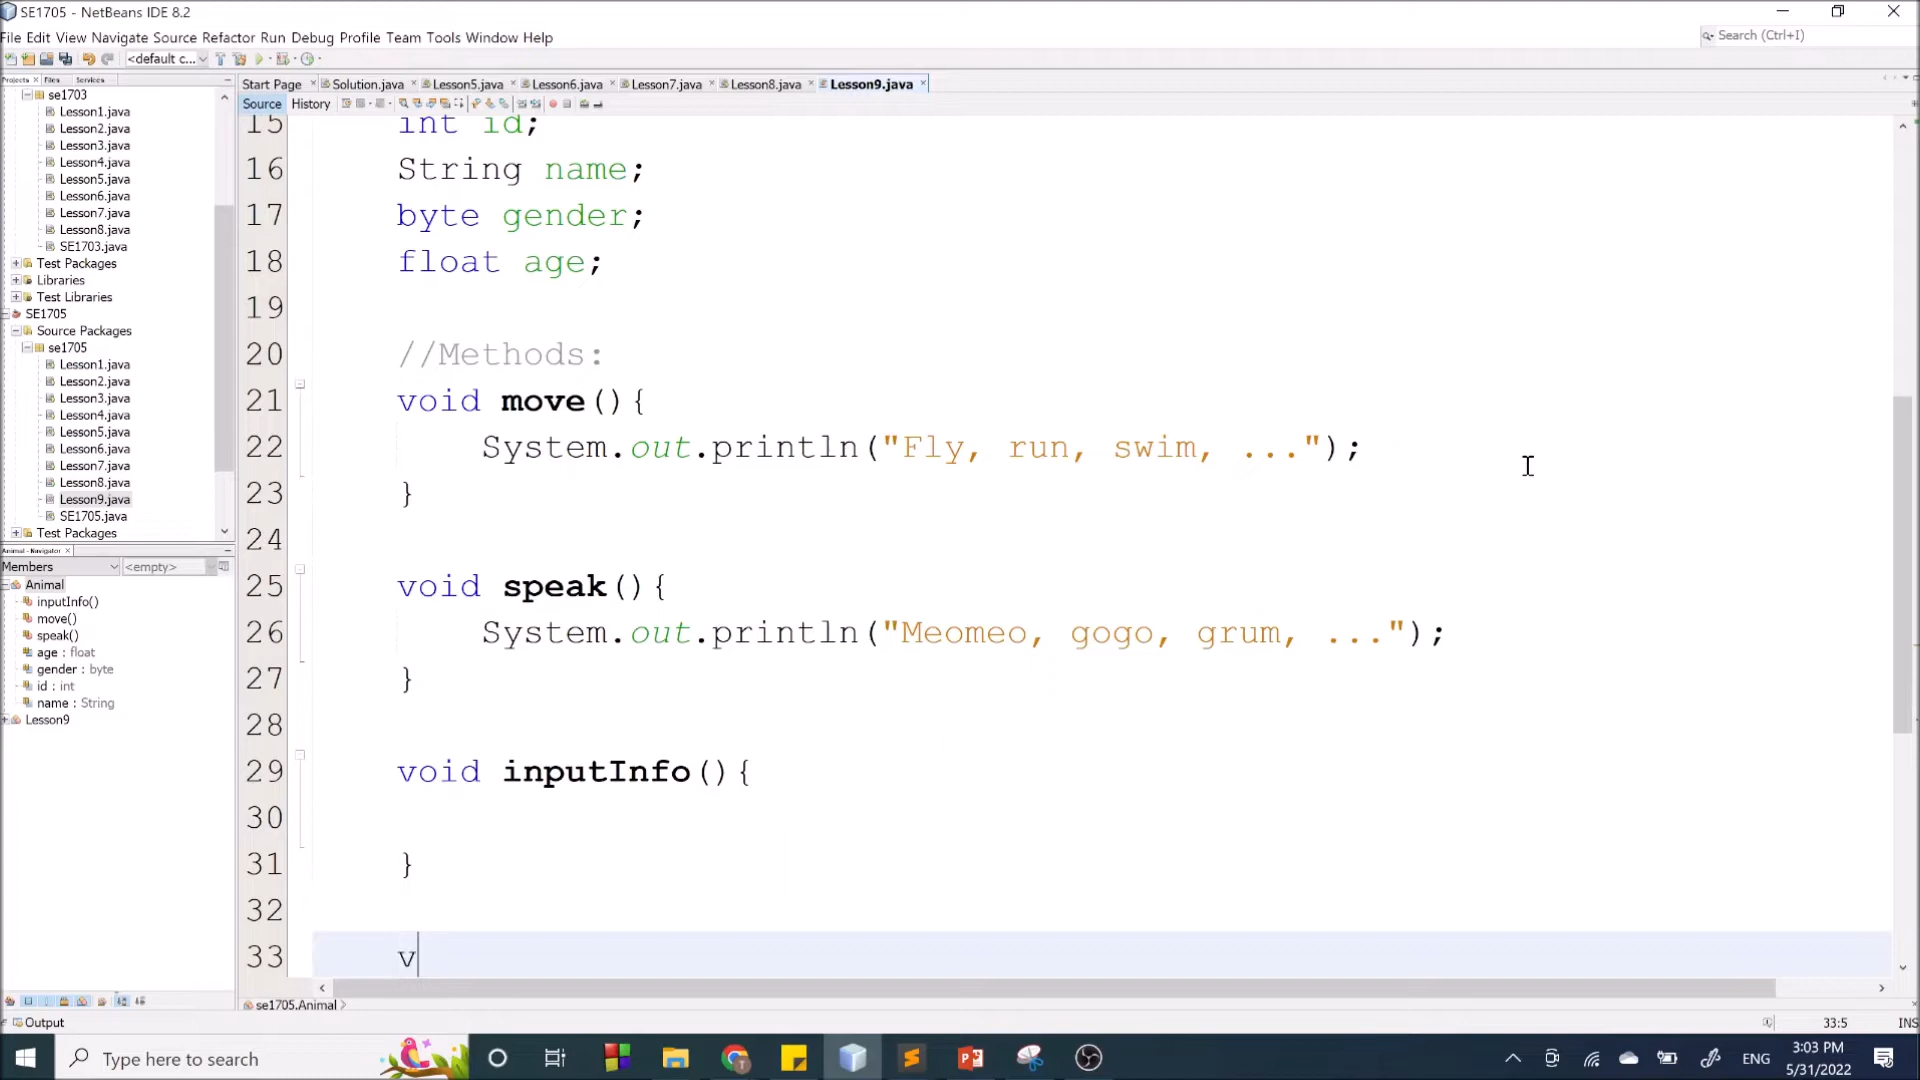 SE1705 - NetBeans IDE 8.2
File Edit View Navigate Source Refactor Run Debug Profile Team Tools Window Help
Search (Ctrl+I)
<default c...
Projects Files Services
Start Page Solution.java Lesson5.java Lesson6.java Lesson7.java Lesson8.java Lesson9.java
Source History
se1703
Lesson1.java
Lesson2.java
Lesson3.java
Lesson4.java
Lesson5.java
Lesson6.java
Lesson7.java
Lesson8.java
SE1703.java
Test Packages
Libraries
Test Libraries
SE1705
Source Packages
se1705
Lesson1.java
Lesson2.java
Lesson3.java
Lesson4.java
Lesson5.java
Lesson6.java
Lesson7.java
Lesson8.java
Lesson9.java
SE1705.java
Test Packages
Animal - Navigator
Members <empty>
Animal
inputInfo()
move()
speak()
age : float
gender : byte
id : int
name : String
Lesson9
15 int id;
16 String name;
17 byte gender;
18 float age;
19
20 //Methods:
21 void move(){
22 System.out.println("Fly, run, swim, ...");
23 }
24
25 void speak(){
26 System.out.println("Meomeo, gogo, grum, ...");
27 }
28
29 void inputInfo(){
30
31 }
32
33 v
se1705.Animal
Output
33:5 INS
Type here to search
ENG
3:03 PM
5/31/2022